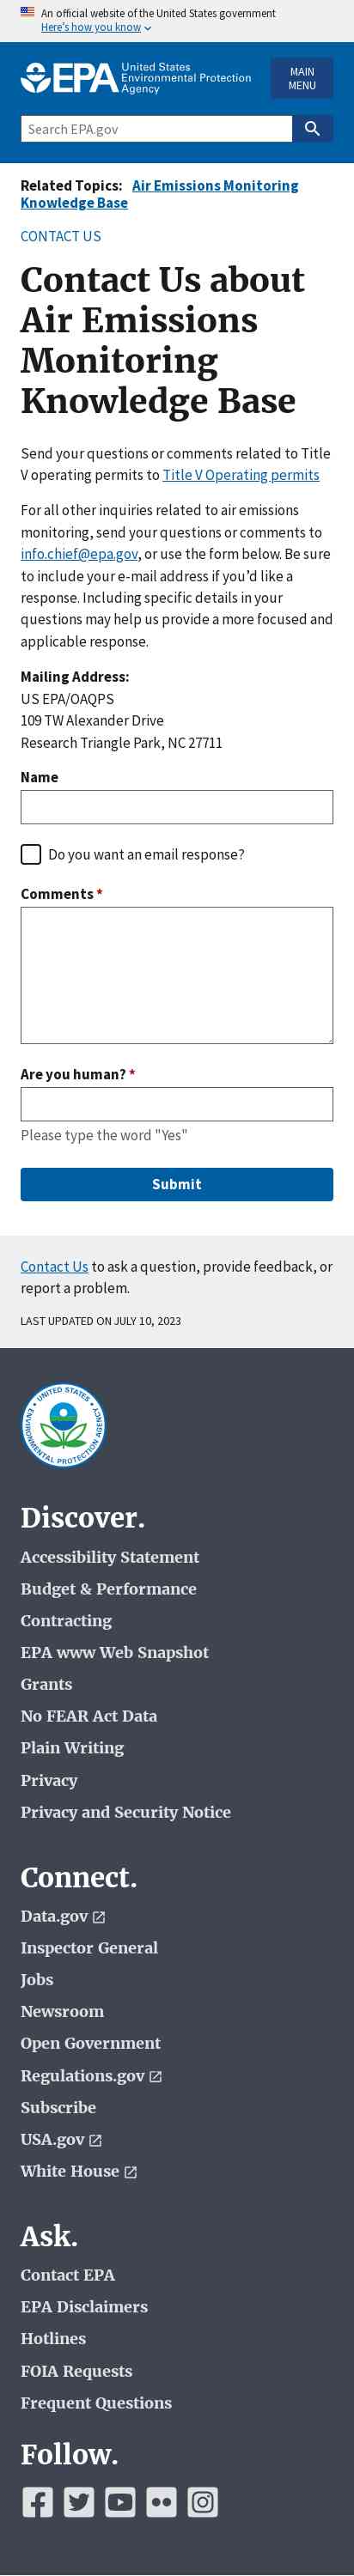 An official website of the United States government
Here's how you know
EPA United States
Environmental Protection
Agency
MAIN
MENU
Search EPA.gov
Related Topics: Air Emissions Monitoring
Knowledge Base
CONTACT US
Contact Us about
Air Emissions
Monitoring
Knowledge Base
Send your questions or comments related to Title
V operating permits to Title V Operating permits
For all other inquiries related to air emissions
monitoring, send your questions or comments to
info.chief@epa.gov, or use the form below. Be sure
to include your e-mail address if you'd like a
response. Including specific details in your
questions may help us provide a more focused and
applicable response.
Mailing Address:
US EPA/OAQPS
109 TW Alexander Drive
Research Triangle Park, NC 27711
Name
Do you want an email response?
Comments *
Are you human? *
Please type the word "Yes"
Submit
Contact Us to ask a question, provide feedback, or
report a problem.
LAST UPDATED ON JULY 10, 2023
UNITED STATES
ENVIRONMENTAL PROTECTION AGENCY
Discover.
Accessibility Statement
Budget & Performance
Contracting
EPA www Web Snapshot
Grants
No FEAR Act Data
Plain Writing
Privacy
Privacy and Security Notice
Connect.
Data.gov
Inspector General
Jobs
Newsroom
Open Government
Regulations.gov
Subscribe
USA.gov
White House
Ask.
Contact EPA
EPA Disclaimers
Hotlines
FOIA Requests
Frequent Questions
Follow.